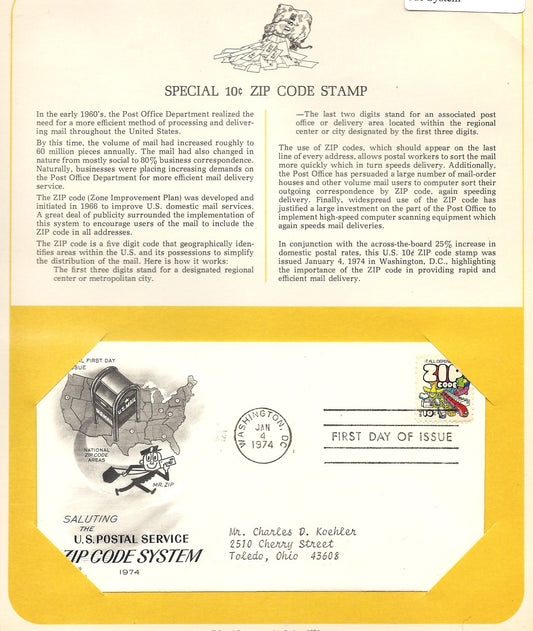 SPECIAL 10¢ ZIP CODE STAMP
In the early 1960's, the Post Office Department realized the
need for a more efficient method of processing and deliver-
ing mail throughout the United States.
By this time, the volume of mail had increased roughly to
60 million pieces annually. The mail had also changed in
nature from mostly social to 80% business correspondence.
Naturally, businesses were placing increasing demands on
the Post Office Department for more efficient mail delivery
service.
The ZIP code (Zone Improvement Plan) was developed and
initiated in 1966 to improve U.S. domestic mail services.
A great deal of publicity surrounded the implementation of
this system to encourage users of the mail to include the
ZIP code in all addresses.
The ZIP code is a five digit code that geographically iden-
tifies areas within the U.S. and its possessions to simplify
the distribution of the mail. Here is how it works:
The first three digits stand for a designated regional
center or metropolitan city.
—The last two digits stand for an associated post
office or delivery area located within the regional
center or city designated by the first three digits.
The use of ZIP codes, which should appear on the last
line of every address, allows postal workers to sort the mail
more quickly which in turn speeds delivery. Additionally,
the Post Office has persuaded a large number of mail-order
houses and other volume mail users to computer sort their
outgoing correspondence by ZIP code, again speeding
delivery. Finally, widespread use of the ZIP code has
justified a large investment on the part of the Post Office to
implement high-speed computer scanning equipment which
again speeds mail deliveries.
In conjunction with the across-the-board 25% increase in
domestic postal rates, this U.S. 10¢ ZIP code stamp was
issued January 4, 1974 in Washington, D.C., highlighting
the importance of the ZIP code in providing rapid and
efficient mail delivery.
FIRST DAY
ISSUE
U.S. MAIL
NATIONAL
ZIP CODE
AREAS
MR. ZIP
SALUTING
THE
U.S. POSTAL SERVICE
ZIP CODE SYSTEM
1974
WASHINGTON, DC
JAN
4
1974
FIRST DAY OF ISSUE
ZIP
CODE
Mr. Charles D. Koehler
2510 Cherry Street
Toledo, Ohio 43608